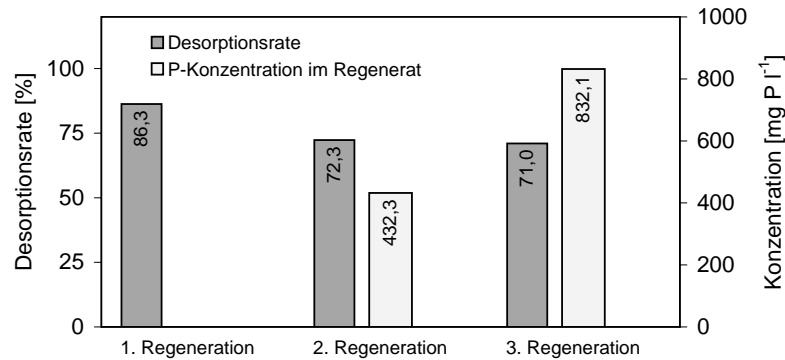 Desorptionsrate
P-Konzentration im Regenerat
Desorptionsrate [%]
100
75
50
25
0
1000
800
600
400
200
0
Konzentration [mg P l⁻¹]
86,3
72,3
432,3
71,0
832,1
1. Regeneration
2. Regeneration
3. Regeneration